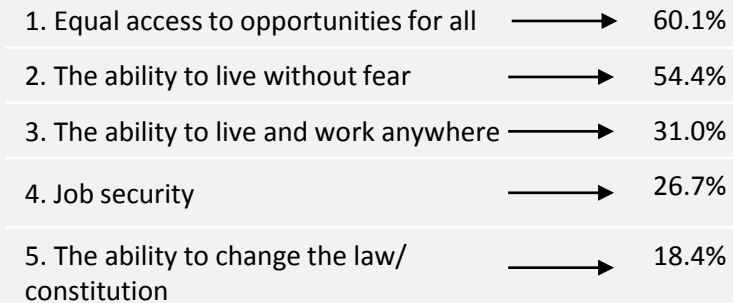 1. Equal access to opportunities for all 60.1%
2. The ability to live without fear 54.4%
3. The ability to live and work anywhere 31.0%
4. Job security 26.7%
5. The ability to change the law/ 18.4%
constitution